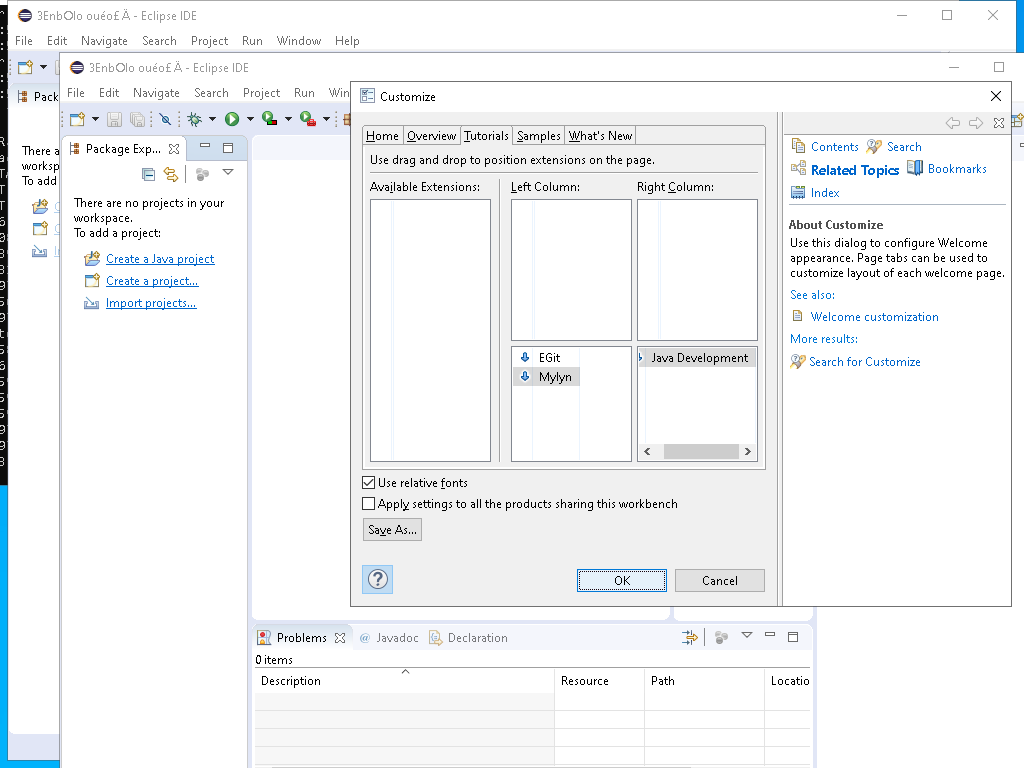 3EnbOlo ouéo£Ä - Eclipse IDE
File Edit Navigate Search Project Run Window Help
3EnbOlo ouéo£Ä - Eclipse IDE
File Edit Navigate Search Project Run Win
Pack
There a
worksp
To add
Package Exp...
There are no projects in your
workspace.
To add a project:
Create a Java project
Create a project...
Import projects...
Customize
Home Overview Tutorials Samples What's New
Use drag and drop to position extensions on the page.
Available Extensions: Left Column: Right Column:
EGit
Mylyn
Java Development
Use relative fonts
Apply settings to all the products sharing this workbench
Save As...
OK Cancel
Contents Search
Related Topics Bookmarks
Index
About Customize
Use this dialog to configure Welcome
appearance. Page tabs can be used to
customize layout of each welcome page.
See also:
Welcome customization
More results:
Search for Customize
Problems @ Javadoc Declaration
0 items
Description Resource Path Locatio